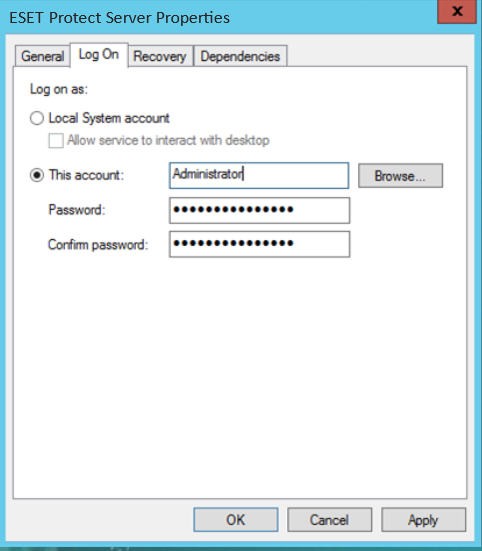 ESET Protect Server Properties
x
General Log On Recovery Dependencies
Log on as:
Local System account
Allow service to interact with desktop
This account: Administrator Browse...
Password: •••••••••••••••
Confirm password: •••••••••••••••
OK Cancel Apply